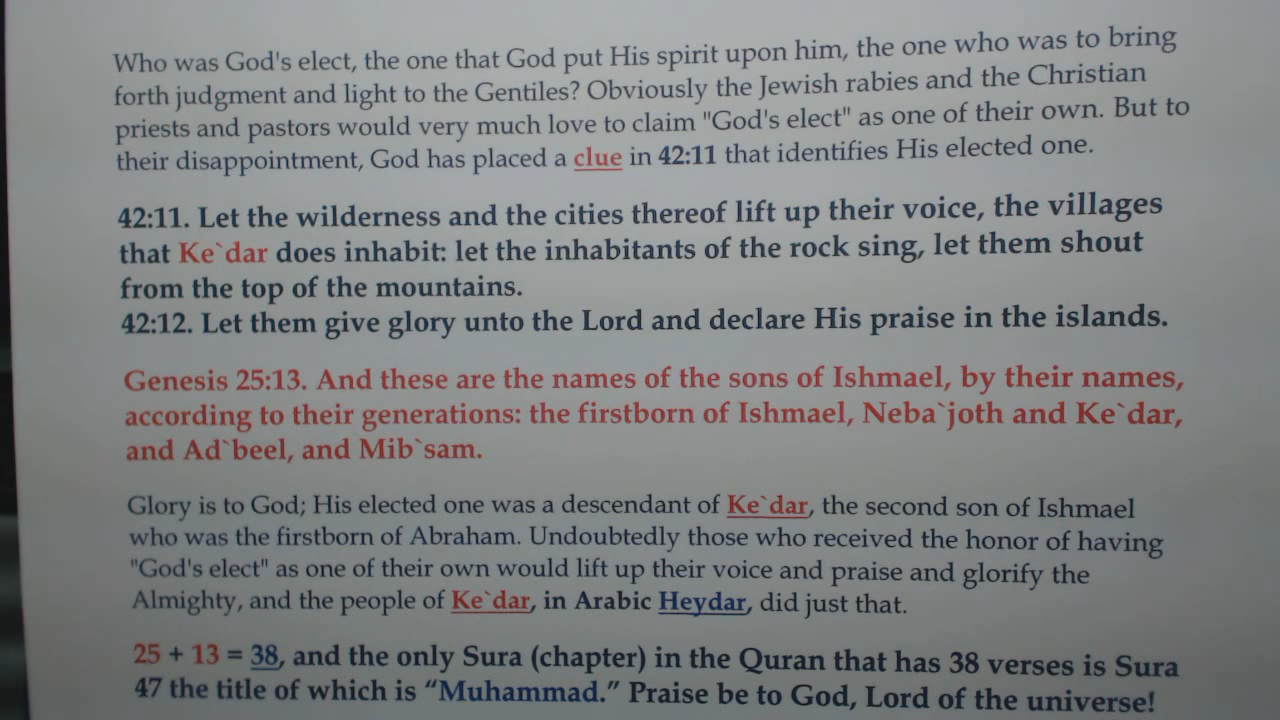 Who was God's elect, the one that God put His spirit upon him, the one who was to bring
forth judgment and light to the Gentiles? Obviously the Jewish rabies and the Christian
priests and pastors would very much love to claim "God's elect" as one of their own. But to
their disappointment, God has placed a clue in 42:11 that identifies His elected one.
42:11. Let the wilderness and the cities thereof lift up their voice, the villages
that Ke`dar does inhabit: let the inhabitants of the rock sing, let them shout
from the top of the mountains.
42:12. Let them give glory unto the Lord and declare His praise in the islands.
Genesis 25:13. And these are the names of the sons of Ishmael, by their names,
according to their generations: the firstborn of Ishmael, Neba`joth and Ke`dar,
and Ad`beel, and Mib`sam.
Glory is to God; His elected one was a descendant of Ke`dar, the second son of Ishmael
who was the firstborn of Abraham. Undoubtedly those who received the honor of having
"God's elect" as one of their own would lift up their voice and praise and glorify the
Almighty, and the people of Ke`dar, in Arabic Heydar, did just that.
25 + 13 = 38, and the only Sura (chapter) in the Quran that has 38 verses is Sura
47 the title of which is “Muhammad.” Praise be to God, Lord of the universe!